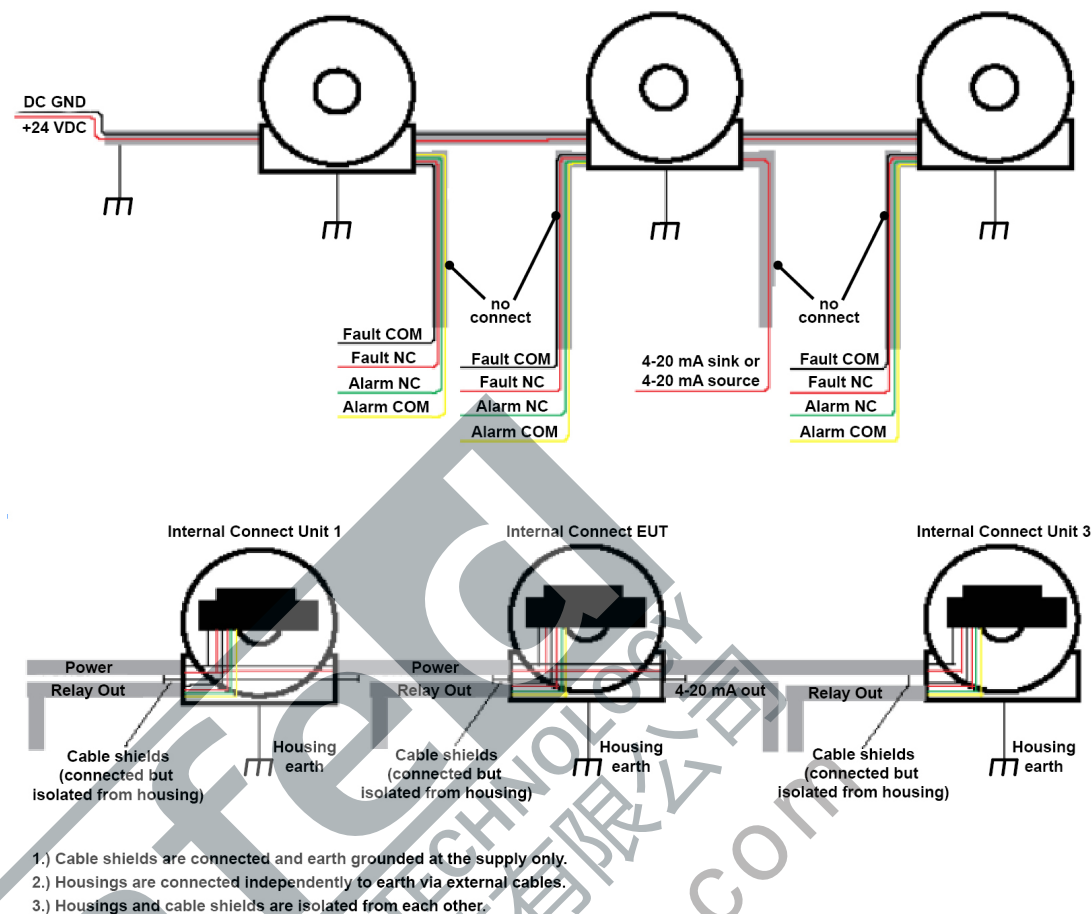 DC GND
+24 VDC
no
connect
no
connect
Fault COM
Fault NC
Alarm NC
Alarm COM
Fault COM
Fault NC
Alarm NC
Alarm COM
4-20 mA sink or
4-20 mA source
Fault COM
Fault NC
Alarm NC
Alarm COM
Internal Connect Unit 1
Internal Connect EUT
Internal Connect Unit 3
Power
Relay Out
Power
Relay Out
4-20 mA out
Relay Out
Cable shields
(connected but
isolated from housing)
Housing
earth
Cable shields
(connected but
isolated from housing)
Housing
earth
Cable shields
(connected but
isolated from housing)
Housing
earth
1.) Cable shields are connected and earth grounded at the supply only.
2.) Housings are connected independently to earth via external cables.
3.) Housings and cable shields are isolated from each other.
TECHNOLOGY
有限公司
com